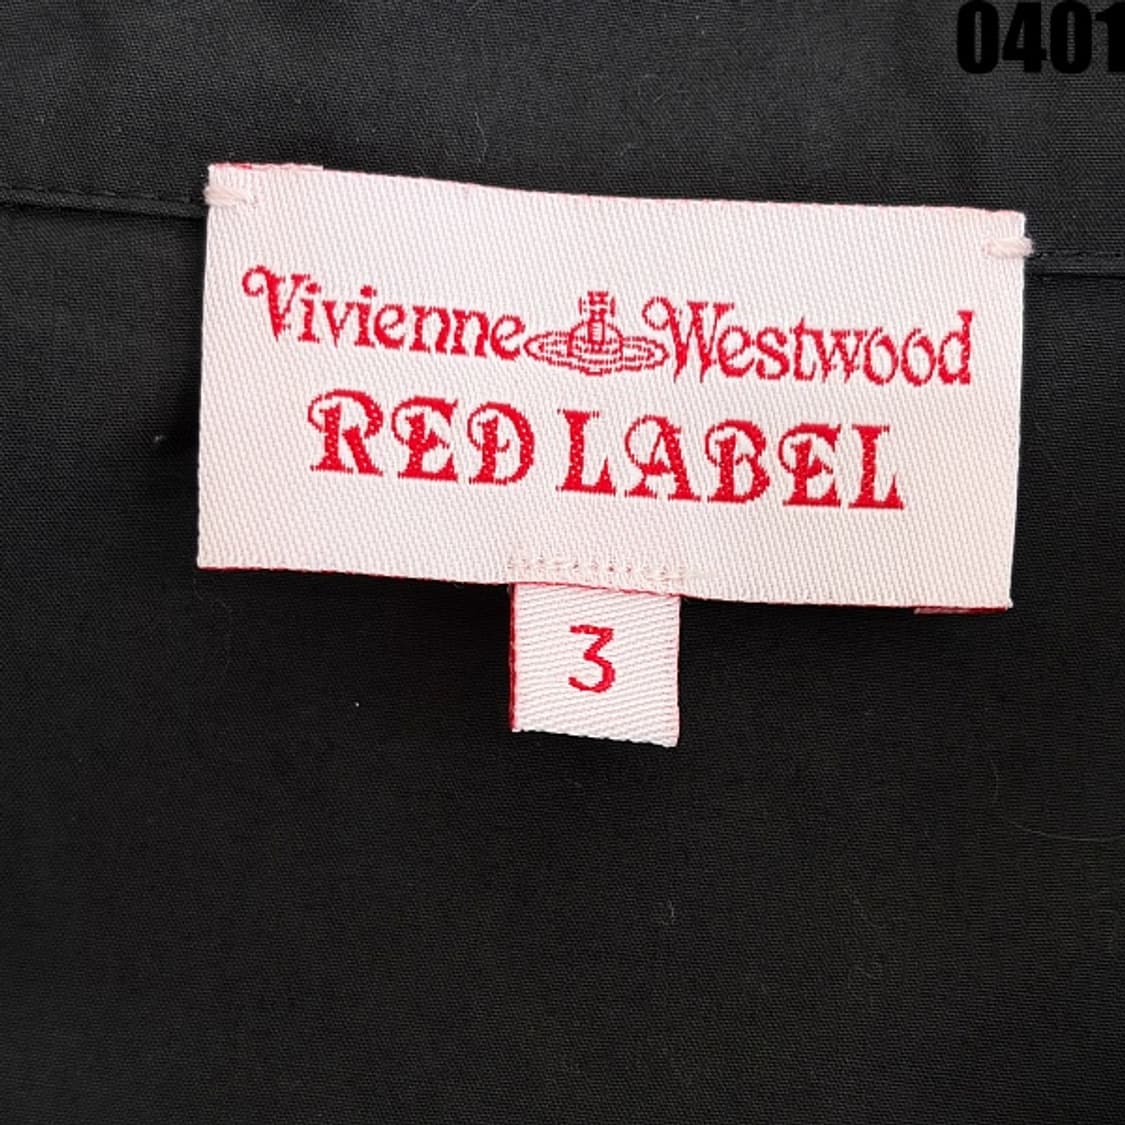 0401
Vivienne Westwood
RED LABEL
3